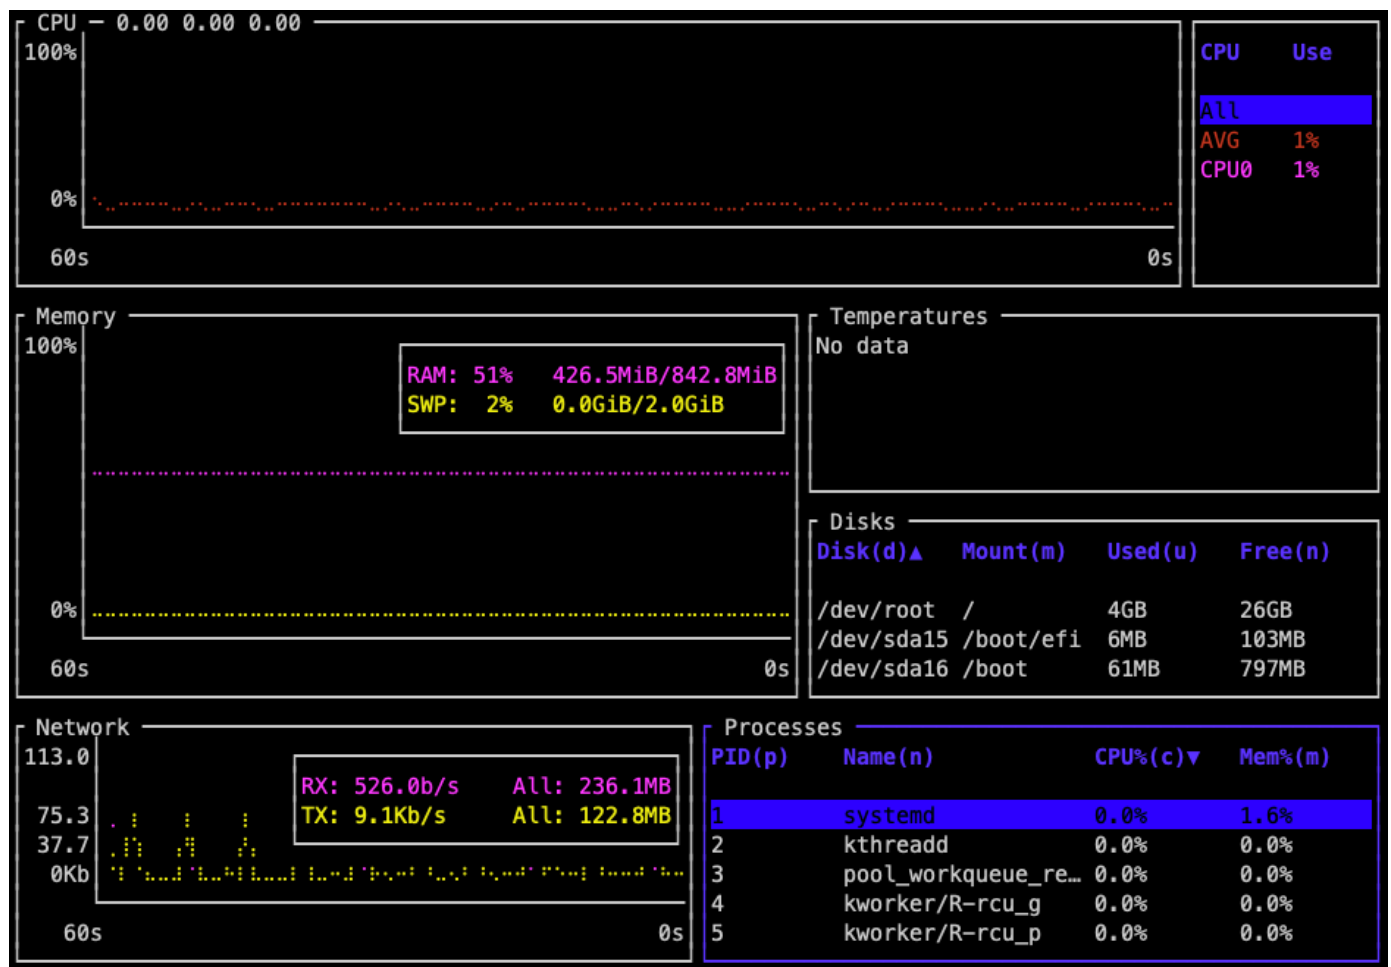 CPU — 0.00 0.00 0.00
100%
0%
60s 0s
CPU Use
All
AVG 1%
CPU0 1%
Memory
100%
RAM: 51% 426.5MiB/842.8MiB
SWP: 2% 0.0GiB/2.0GiB
0%
60s 0s
Temperatures
No data
Disks
Disk(d)▲ Mount(m) Used(u) Free(n)
/dev/root / 4GB 26GB
/dev/sda15 /boot/efi 6MB 103MB
/dev/sda16 /boot 61MB 797MB
Network
113.0
RX: 526.0b/s All: 236.1MB
TX: 9.1Kb/s All: 122.8MB
75.3
37.7
0Kb
60s 0s
Processes
PID(p) Name(n) CPU%(c)▼ Mem%(m)
1 systemd 0.0% 1.6%
2 kthreadd 0.0% 0.0%
3 pool_workqueue_re… 0.0% 0.0%
4 kworker/R-rcu_g 0.0% 0.0%
5 kworker/R-rcu_p 0.0% 0.0%